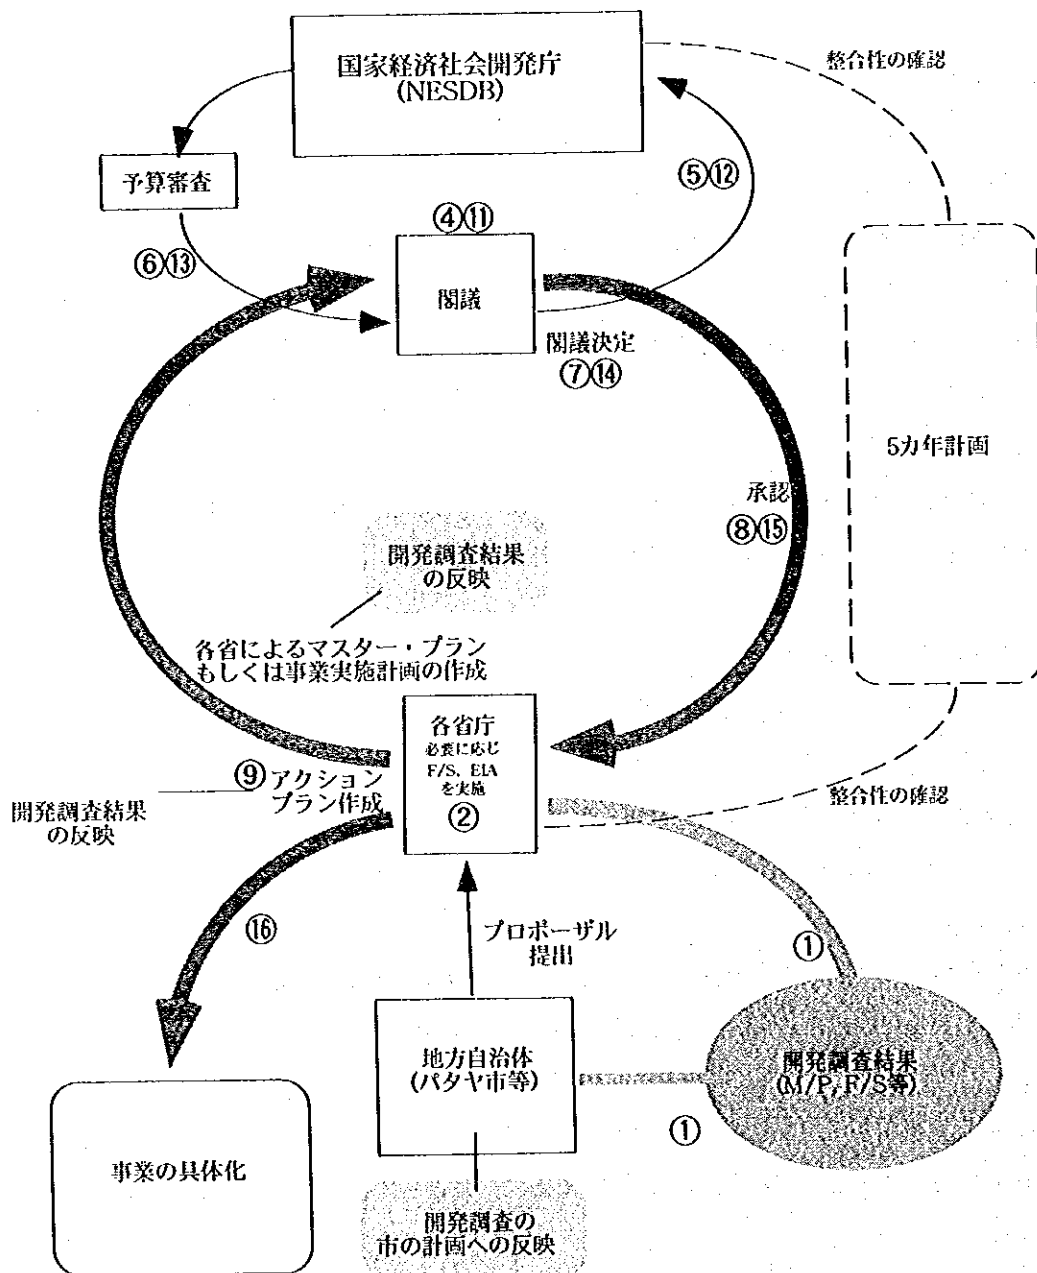 国家経済社会開発庁
(NESDB)
整合性の確認
予算審査
⑤⑫
④⑪
⑥⑬
閣議
閣議決定
⑦⑭
5カ年計画
承認
⑧⑮
開発調査結果
の反映
各省によるマスター・プラン
もしくは事業実施計画の作成
各省庁
必要に応じ
F/S、EIA
を実施
②
⑨アクション
プラン作成
開発調査結果
の反映
整合性の確認
⑯
プロポーザル
提出
①
地方自治体
(パタヤ市等)
開発調査結果
(M/P,F/S等)
①
事業の具体化
開発調査の
市の計画への反映